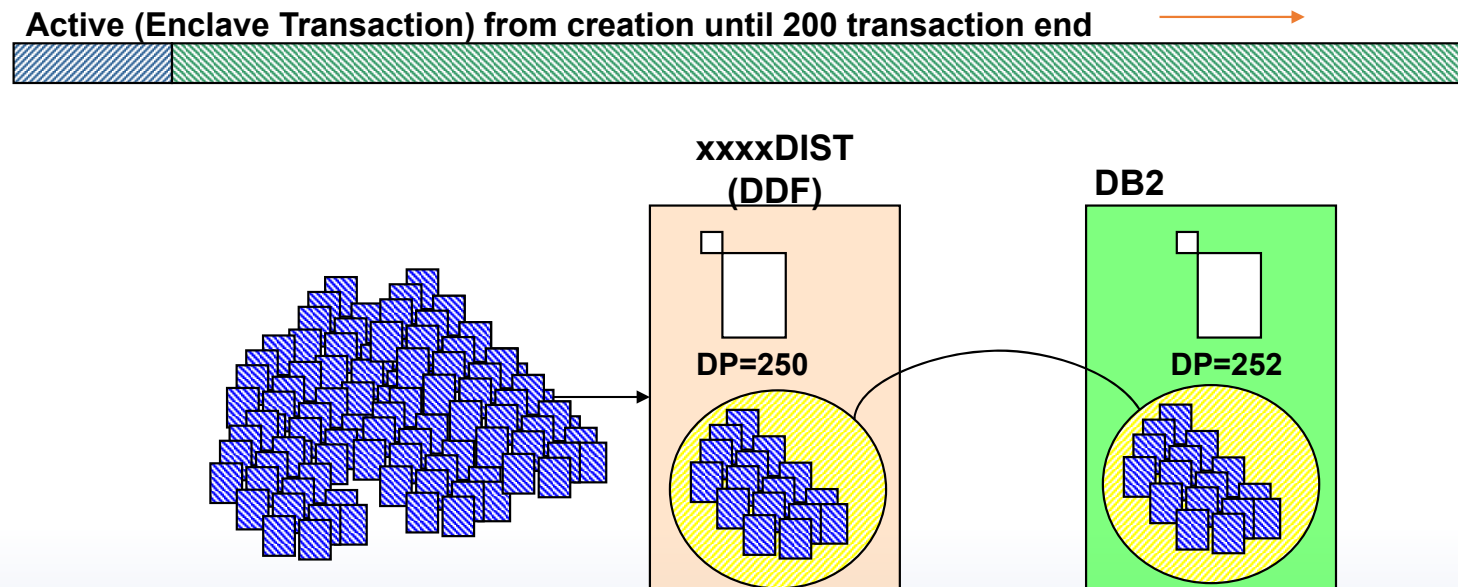 Active (Enclave Transaction) from creation until 200 transaction end
xxxxDIST
(DDF)
DB2
DP=250
DP=252